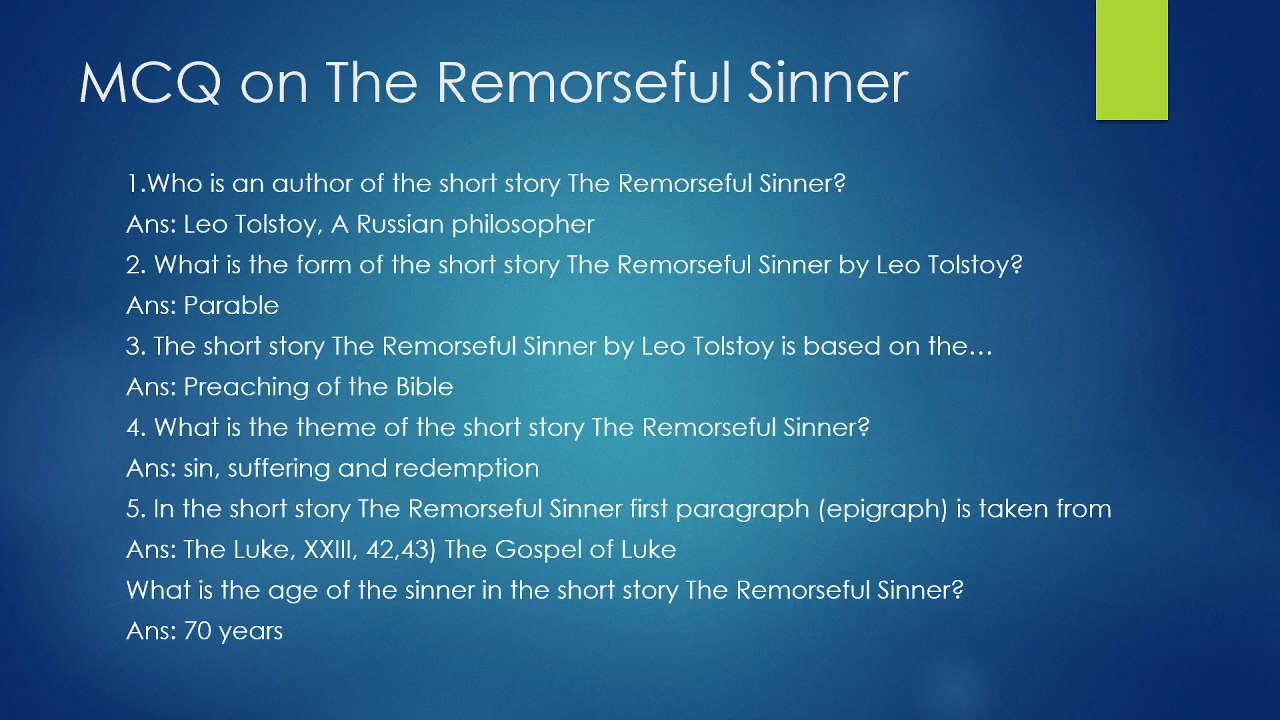 MCQ on The Remorseful Sinner
1.Who is an author of the short story The Remorseful Sinner?
Ans: Leo Tolstoy, A Russian philosopher
2. What is the form of the short story The Remorseful Sinner by Leo Tolstoy?
Ans: Parable
3. The short story The Remorseful Sinner by Leo Tolstoy is based on the…
Ans: Preaching of the Bible
4. What is the theme of the short story The Remorseful Sinner?
Ans: sin, suffering and redemption
5. In the short story The Remorseful Sinner first paragraph (epigraph) is taken from
Ans: The Luke, XXIII, 42,43) The Gospel of Luke
What is the age of the sinner in the short story The Remorseful Sinner?
Ans: 70 years